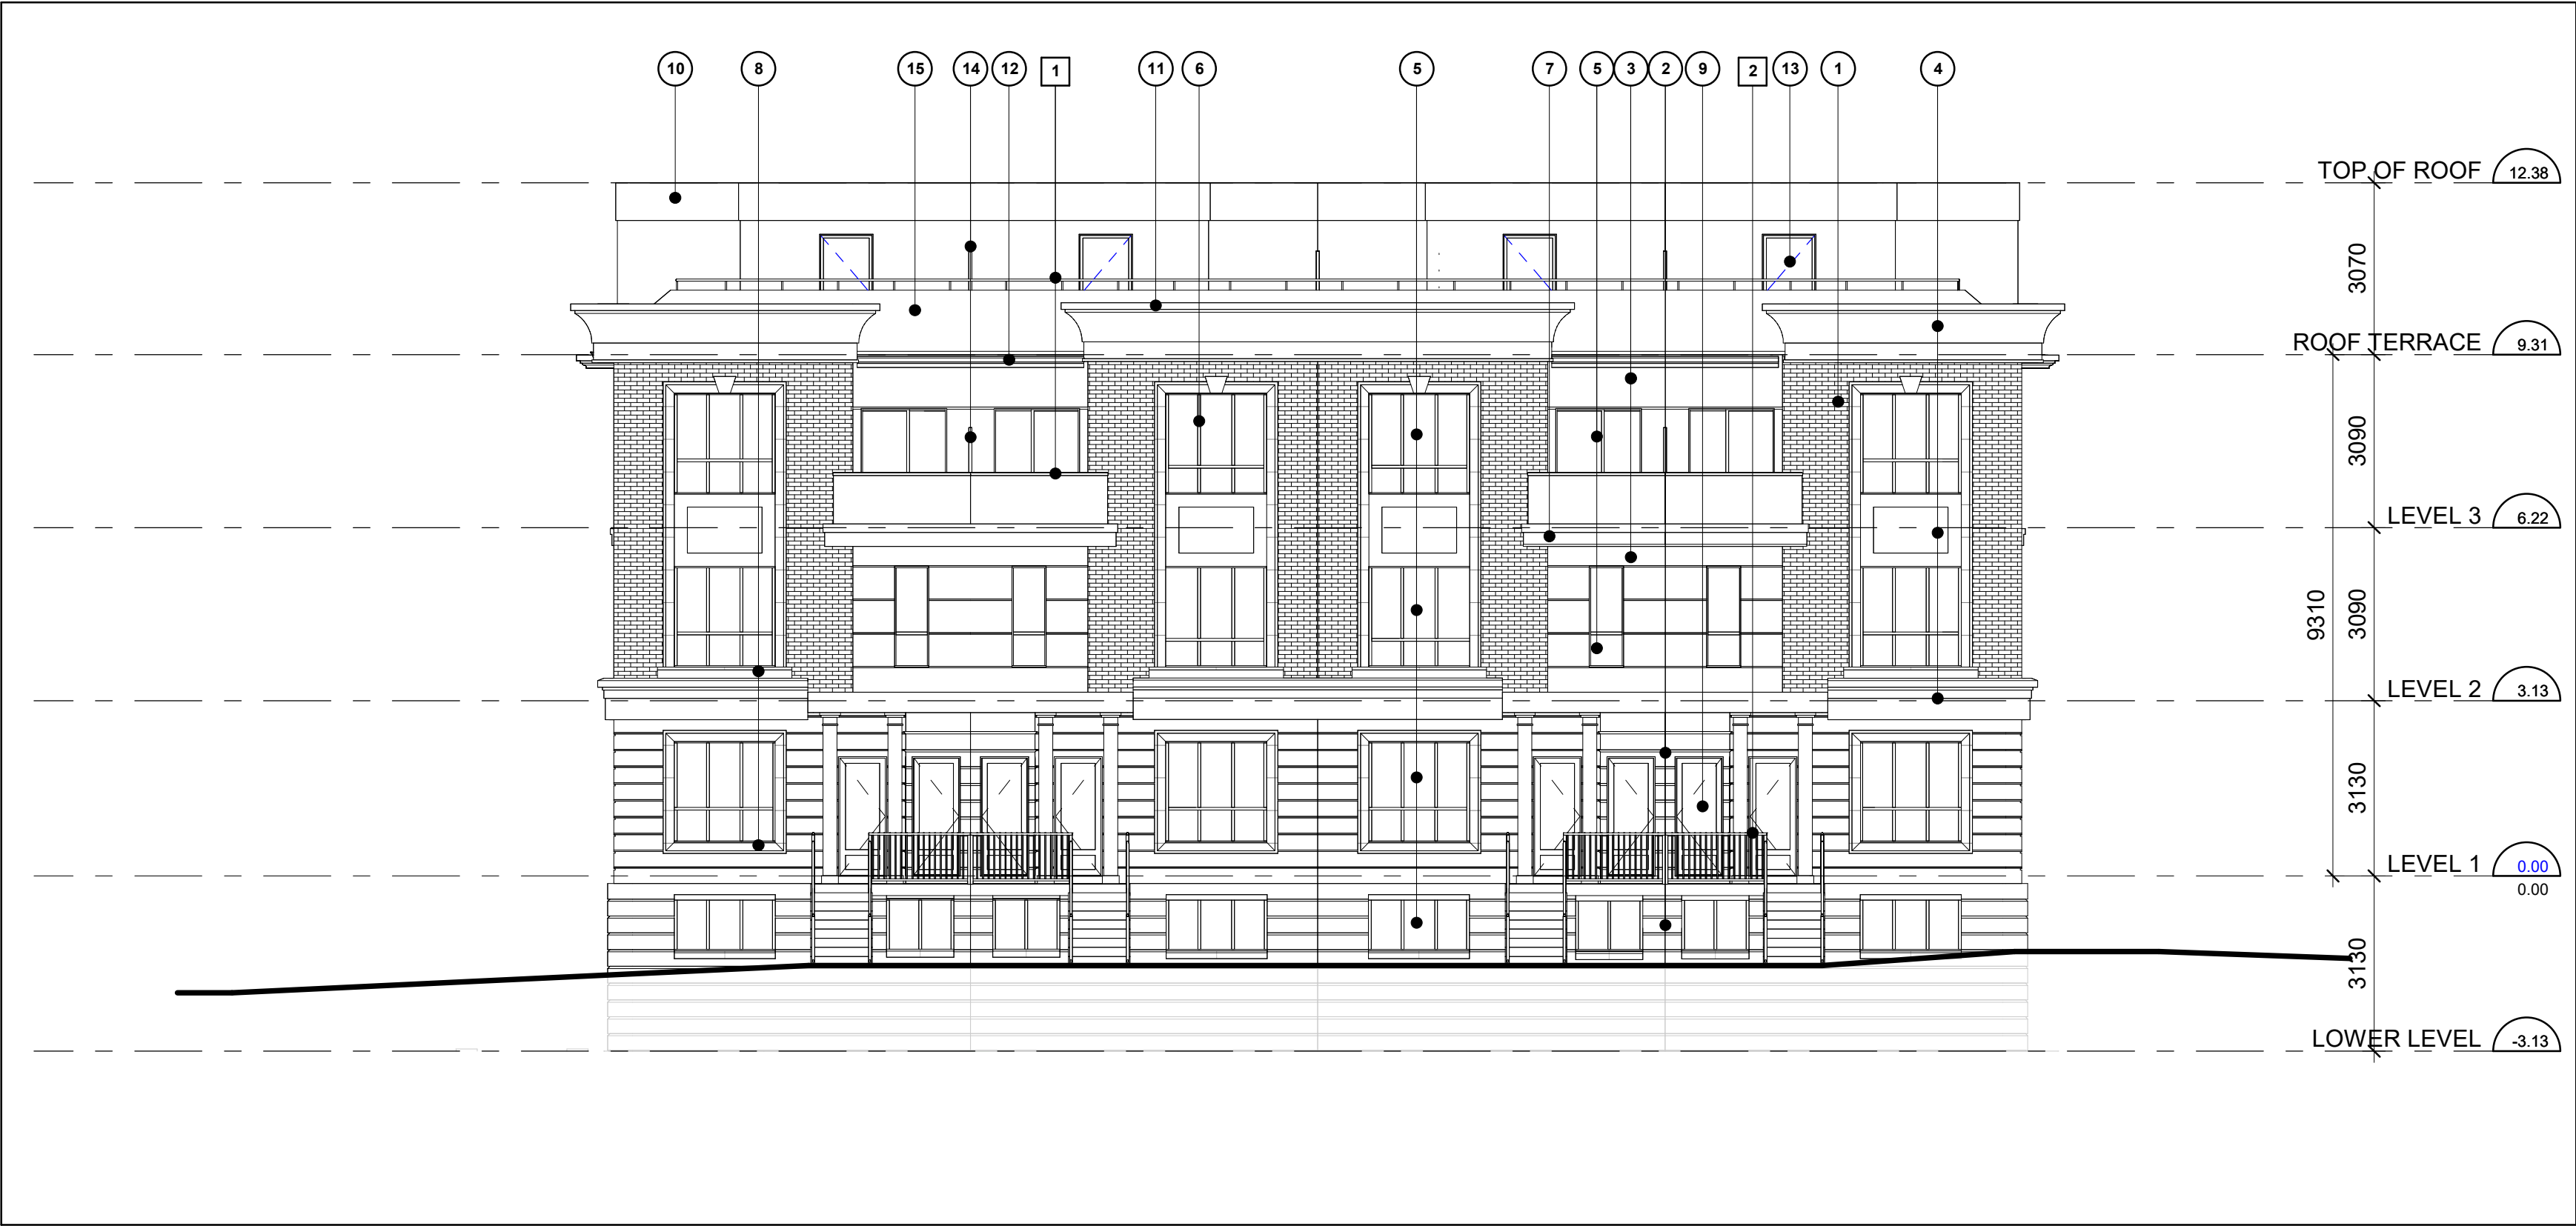 10 8 15 14 12 1 11 6 5 7 5 3 2 9 2 13 1 4
TOP OF ROOF 12.38
3070
ROOF TERRACE 9.31
3090
LEVEL 3 6.22
9310 3090
LEVEL 2 3.13
3130
LEVEL 1 0.00
0.00
3130
LOWER LEVEL -3.13